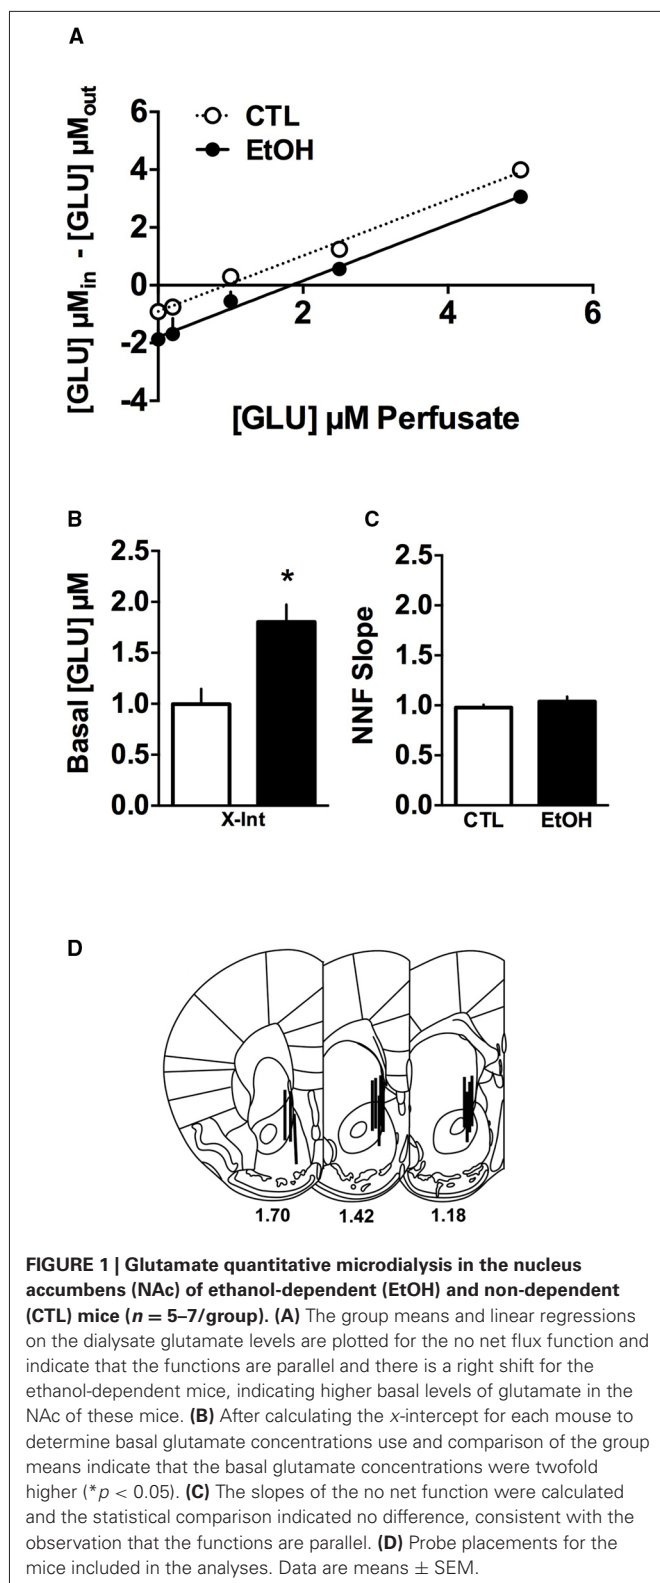 A
[GLU] µM_in - [GLU] µM_out
6
4
2
0
-2
-4
CTL
EtOH
2
4
6
[GLU] µM Perfusate
B
Basal [GLU] µM
2.5
2.0
1.5
1.0
0.5
0.0
*
X-Int
C
NNF Slope
2.5
2.0
1.5
1.0
0.5
0.0
CTL
EtOH
D
1.70
1.42
1.18
FIGURE 1 | Glutamate quantitative microdialysis in the nucleus
accumbens (NAc) of ethanol-dependent (EtOH) and non-dependent
(CTL) mice (n = 5–7/group). (A) The group means and linear regressions
on the dialysate glutamate levels are plotted for the no net flux function and
indicate that the functions are parallel and there is a right shift for the
ethanol-dependent mice, indicating higher basal levels of glutamate in the
NAc of these mice. (B) After calculating the x-intercept for each mouse to
determine basal glutamate concentrations use and comparison of the group
means indicate that the basal glutamate concentrations were twofold
higher (*p < 0.05). (C) The slopes of the no net function were calculated
and the statistical comparison indicated no difference, consistent with the
observation that the functions are parallel. (D) Probe placements for the
mice included in the analyses. Data are means ± SEM.